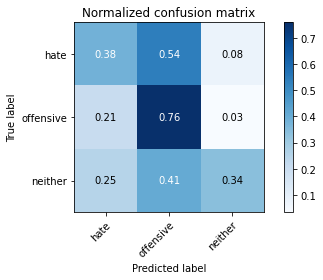 Normalized confusion matrix
hate 0.38 0.54 0.08
offensive 0.21 0.76 0.03
neither 0.25 0.41 0.34
hate offensive neither
True label
Predicted label
0.7
0.6
0.5
0.4
0.3
0.2
0.1